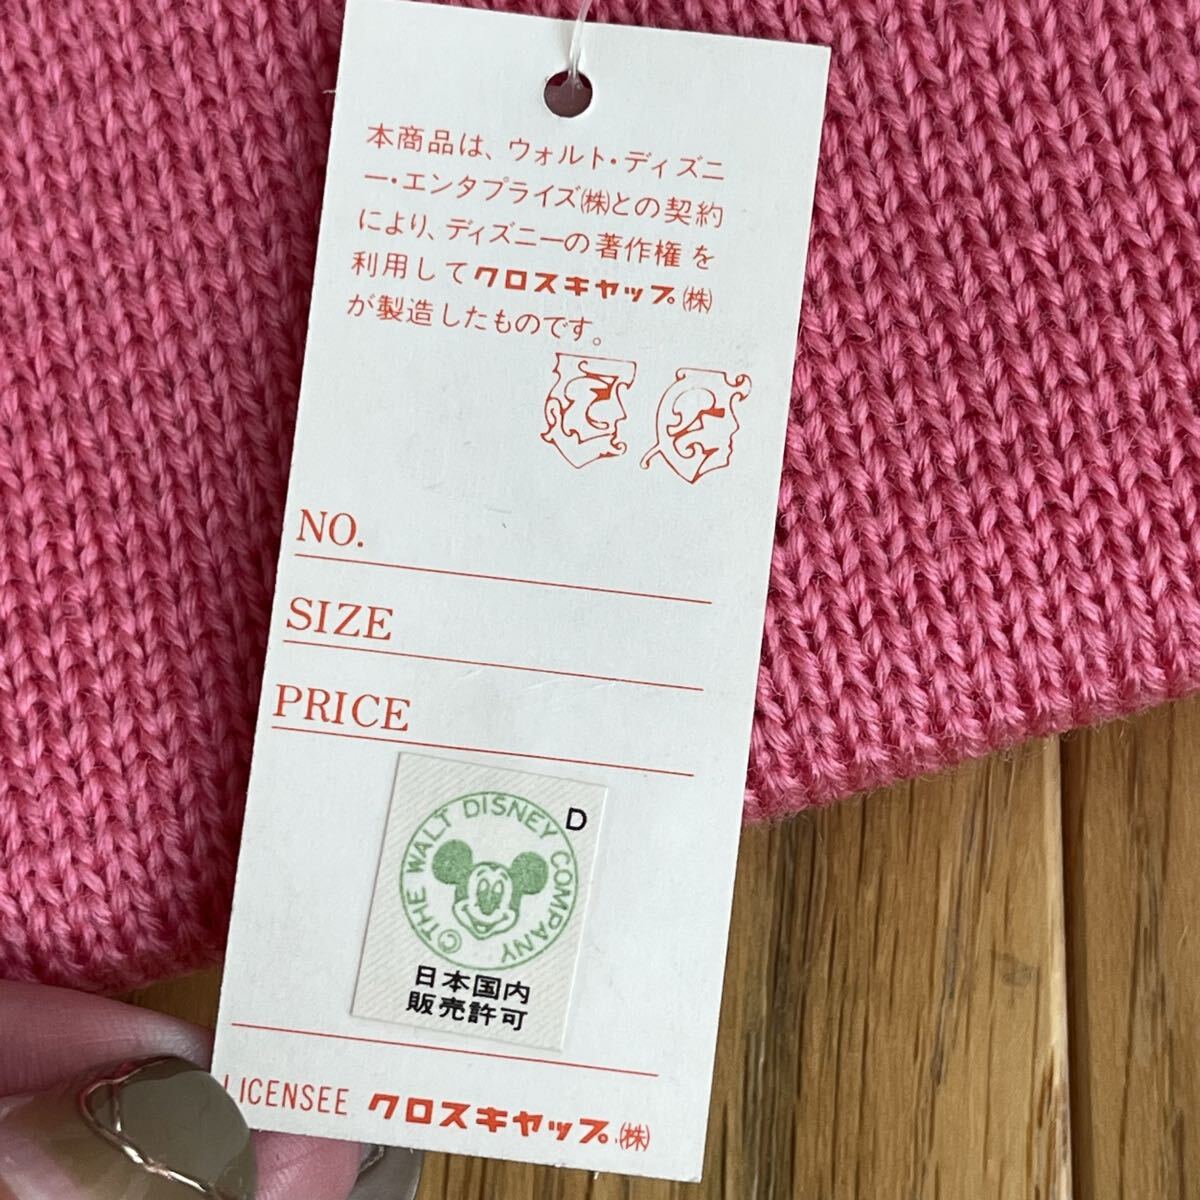 本商品は、ウォルト・ディズニ
ー・エンタプライズ㈱との契約
により、ディズニーの著作権を
利用してクロスキャップ㈱
が製造したものです。
NO.
SIZE
PRICE
D
©THE WALT DISNEY COMPANY
日本国内
販売許可
LICENSEE クロスキャップ.㈱